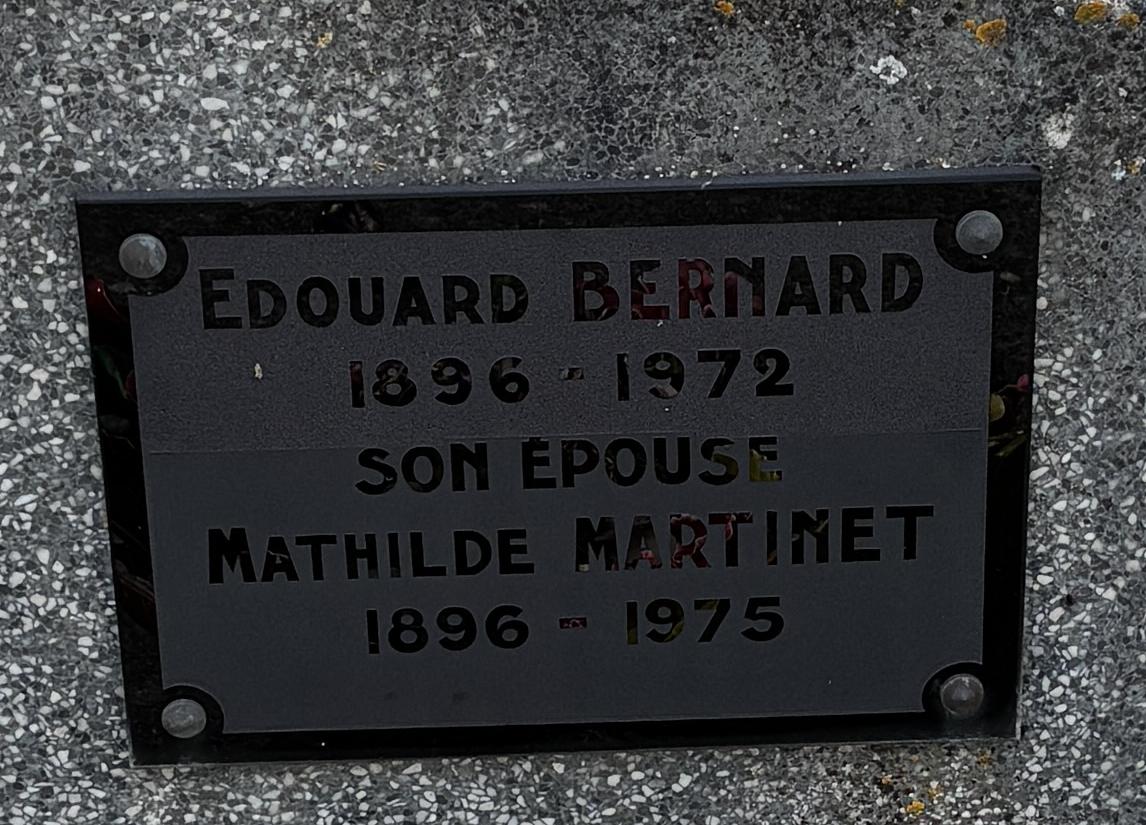 EDOUARD BERNARD
1896 - 1972
SON ÉPOUSE
MATHILDE MARTINET
1896 - 1975